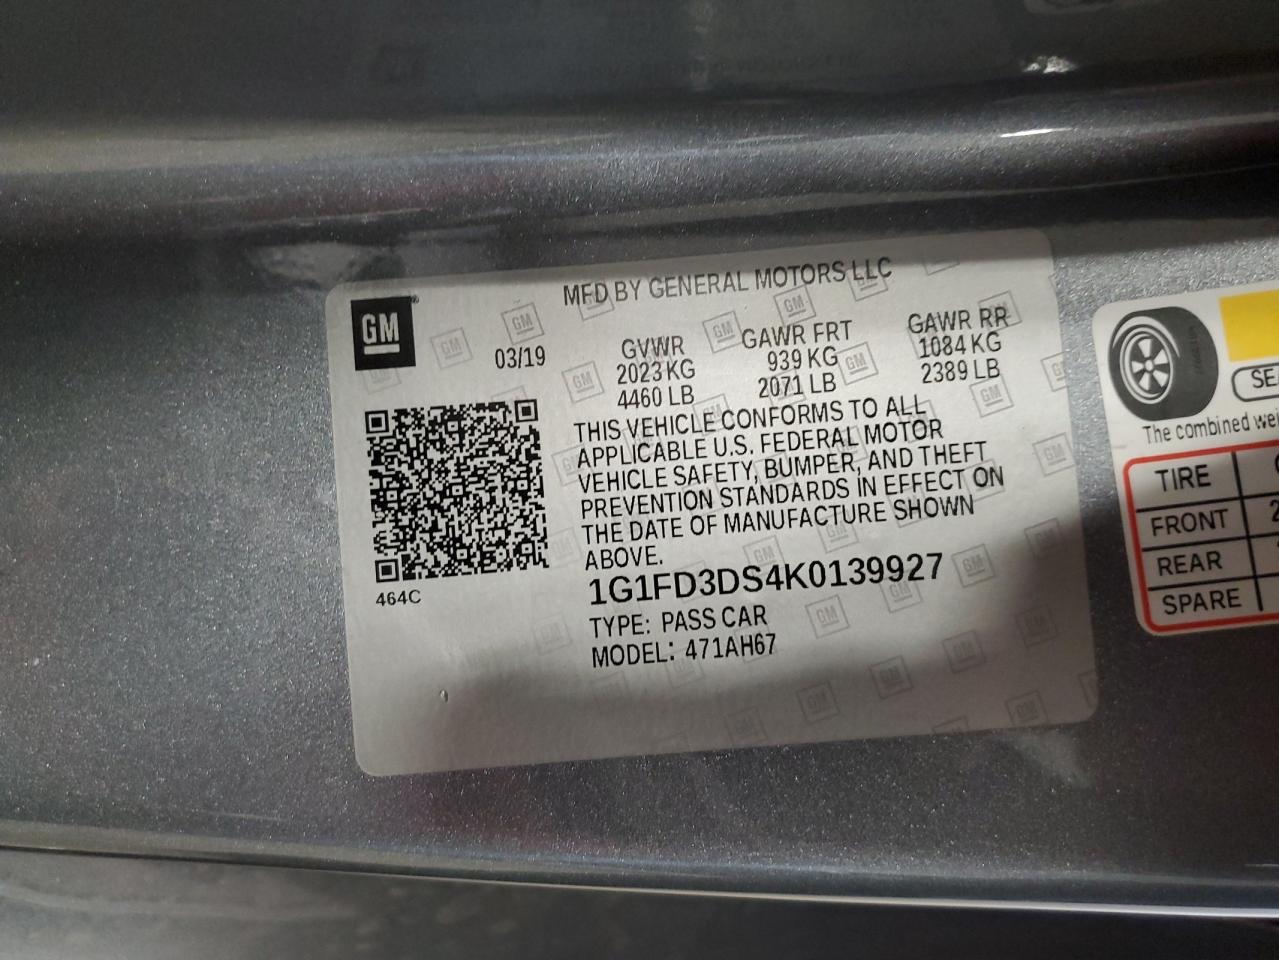 MFD BY GENERAL MOTORS LLC
GM
03/19
GVWR GAWR FRT GAWR RR
2023 KG 939 KG 1084 KG
4460 LB 2071 LB 2389 LB
THIS VEHICLE CONFORMS TO ALL
APPLICABLE U.S. FEDERAL MOTOR
VEHICLE SAFETY, BUMPER, AND THEFT
PREVENTION STANDARDS IN EFFECT ON
THE DATE OF MANUFACTURE SHOWN
ABOVE.
1G1FD3DS4K0139927
TYPE: PASS CAR
MODEL: 471AH67
464C
The combined
TIRE
FRONT
REAR
SPARE